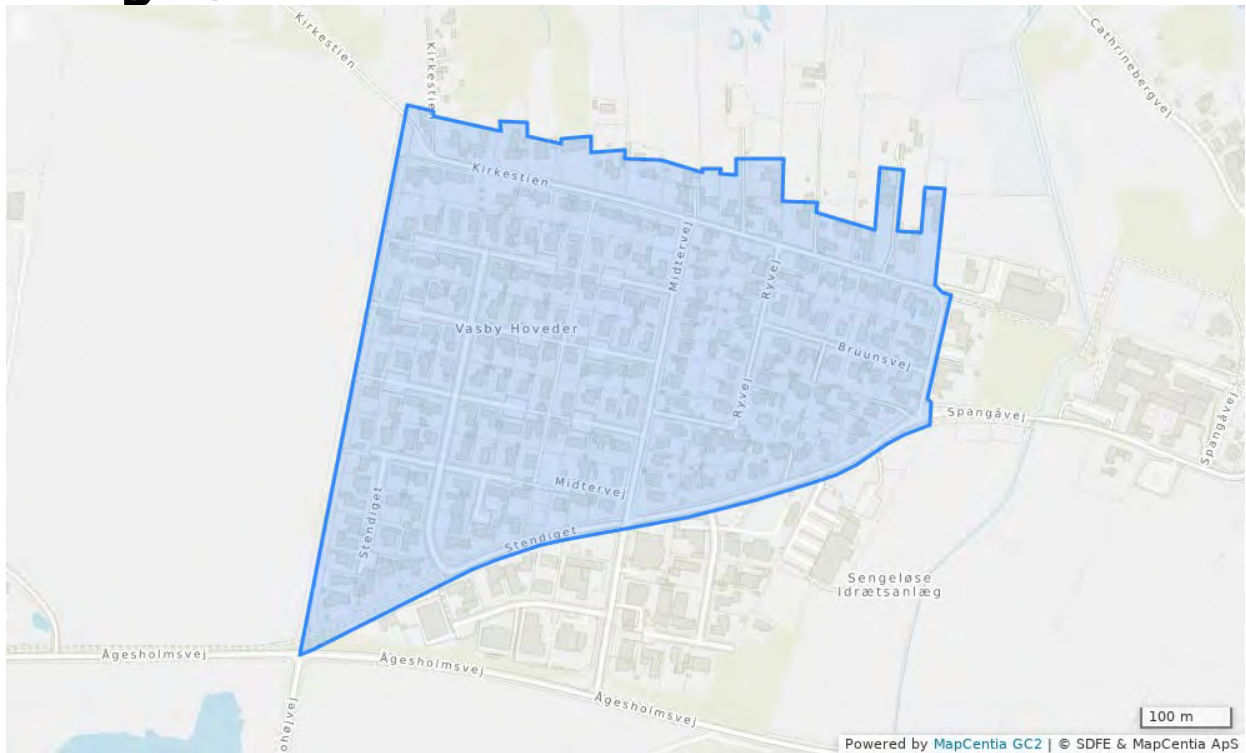 Kirkestien
Kirkestien
Cathrinebergvej
Kirkestien
Midtervej
Ryvej
Vasby Hoveder
Bruunsvej
Ryvej
Spangåvej
Spangåvej
Midtervej
Stendiget
Stendiget
Sengeløse
Idrætsanlæg
Ågesholmsvej
Ågesholmsvej
Ågesholmsvej
100 m
Powered by MapCentia GC2 | © SDFE & MapCentia ApS